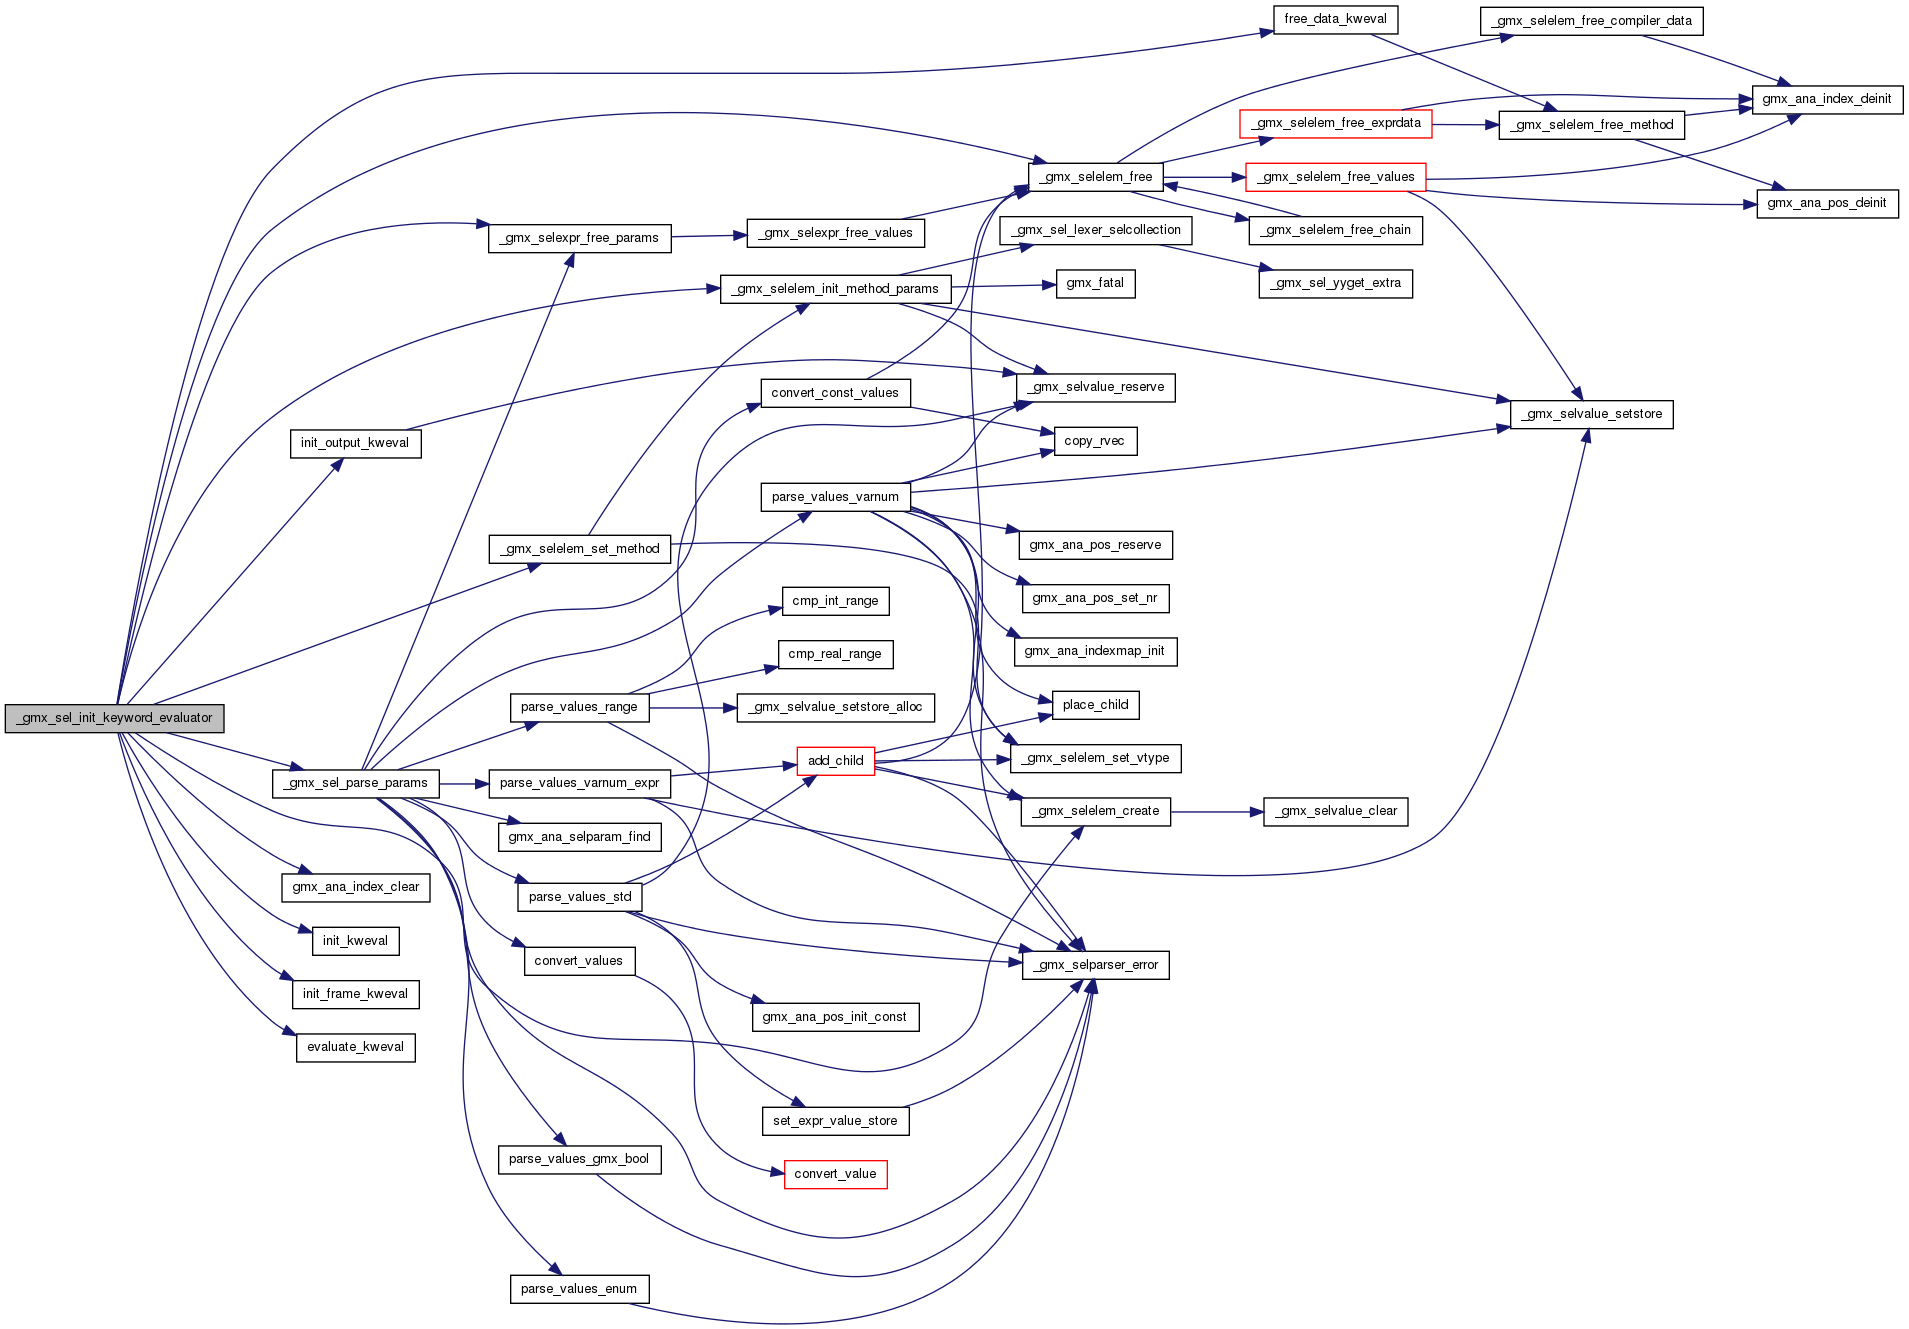 free_data_kweval
_gmx_selelem_free_compiler_data
gmx_ana_index_deinit
_gmx_selelem_free_exprdata
_gmx_selelem_free_method
_gmx_selelem_free
_gmx_selelem_free_values
gmx_ana_pos_deinit
_gmx_selexpr_free_params
_gmx_selexpr_free_values
_gmx_sel_lexer_selcollection
_gmx_selelem_free_chain
_gmx_selelem_init_method_params
gmx_fatal
_gmx_sel_yyget_extra
convert_const_values
_gmx_selvalue_reserve
_gmx_selvalue_setstore
init_output_kweval
copy_rvec
parse_values_varnum
_gmx_selelem_set_method
gmx_ana_pos_reserve
cmp_int_range
gmx_ana_pos_set_nr
cmp_real_range
gmx_ana_indexmap_init
_gmx_sel_init_keyword_evaluator
parse_values_range
_gmx_selvalue_setstore_alloc
place_child
add_child
_gmx_selelem_set_vtype
_gmx_sel_parse_params
parse_values_varnum_expr
_gmx_selelem_create
_gmx_selvalue_clear
gmx_ana_selparam_find
gmx_ana_index_clear
parse_values_std
init_kweval
convert_values
_gmx_selparser_error
init_frame_kweval
gmx_ana_pos_init_const
evaluate_kweval
set_expr_value_store
parse_values_gmx_bool
convert_value
parse_values_enum